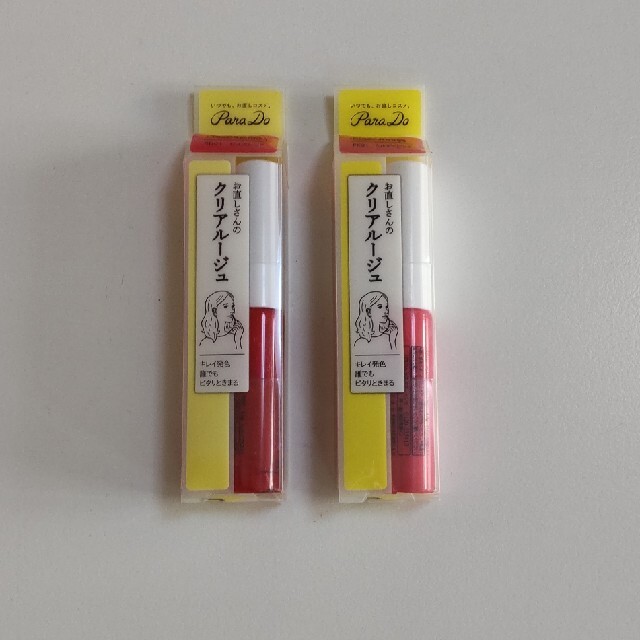 いつでも、お直しコスメ。
ParaDo
お直しさんの
クリアルージュ
キレイ発色
誰でも
ピタリときまる
いつでも、お直しコスメ。
ParaDo
お直しさんの
クリアルージュ
キレイ発色
誰でも
ピタリときまる